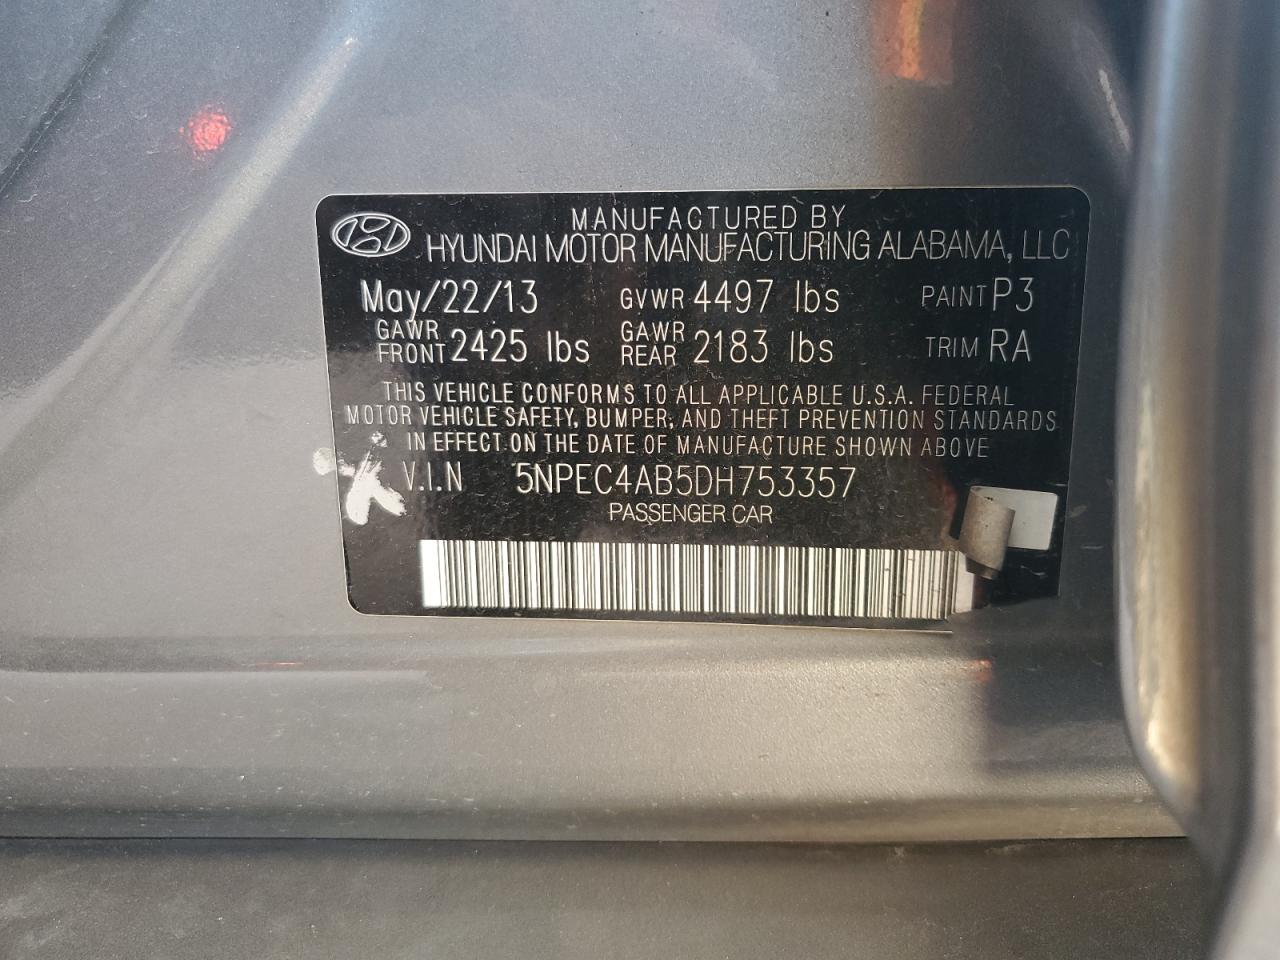 MANUFACTURED BY
HYUNDAI MOTOR MANUFACTURING ALABAMA, LLC
May/22/13 GVWR 4497 lbs PAINT P3
GAWR FRONT 2425 lbs GAWR REAR 2183 lbs TRIM RA
THIS VEHICLE CONFORMS TO ALL APPLICABLE U.S.A. FEDERAL
MOTOR VEHICLE SAFETY, BUMPER, AND THEFT PREVENTION STANDARDS
IN EFFECT ON THE DATE OF MANUFACTURE SHOWN ABOVE
V.I.N 5NPEC4AB5DH753357
PASSENGER CAR